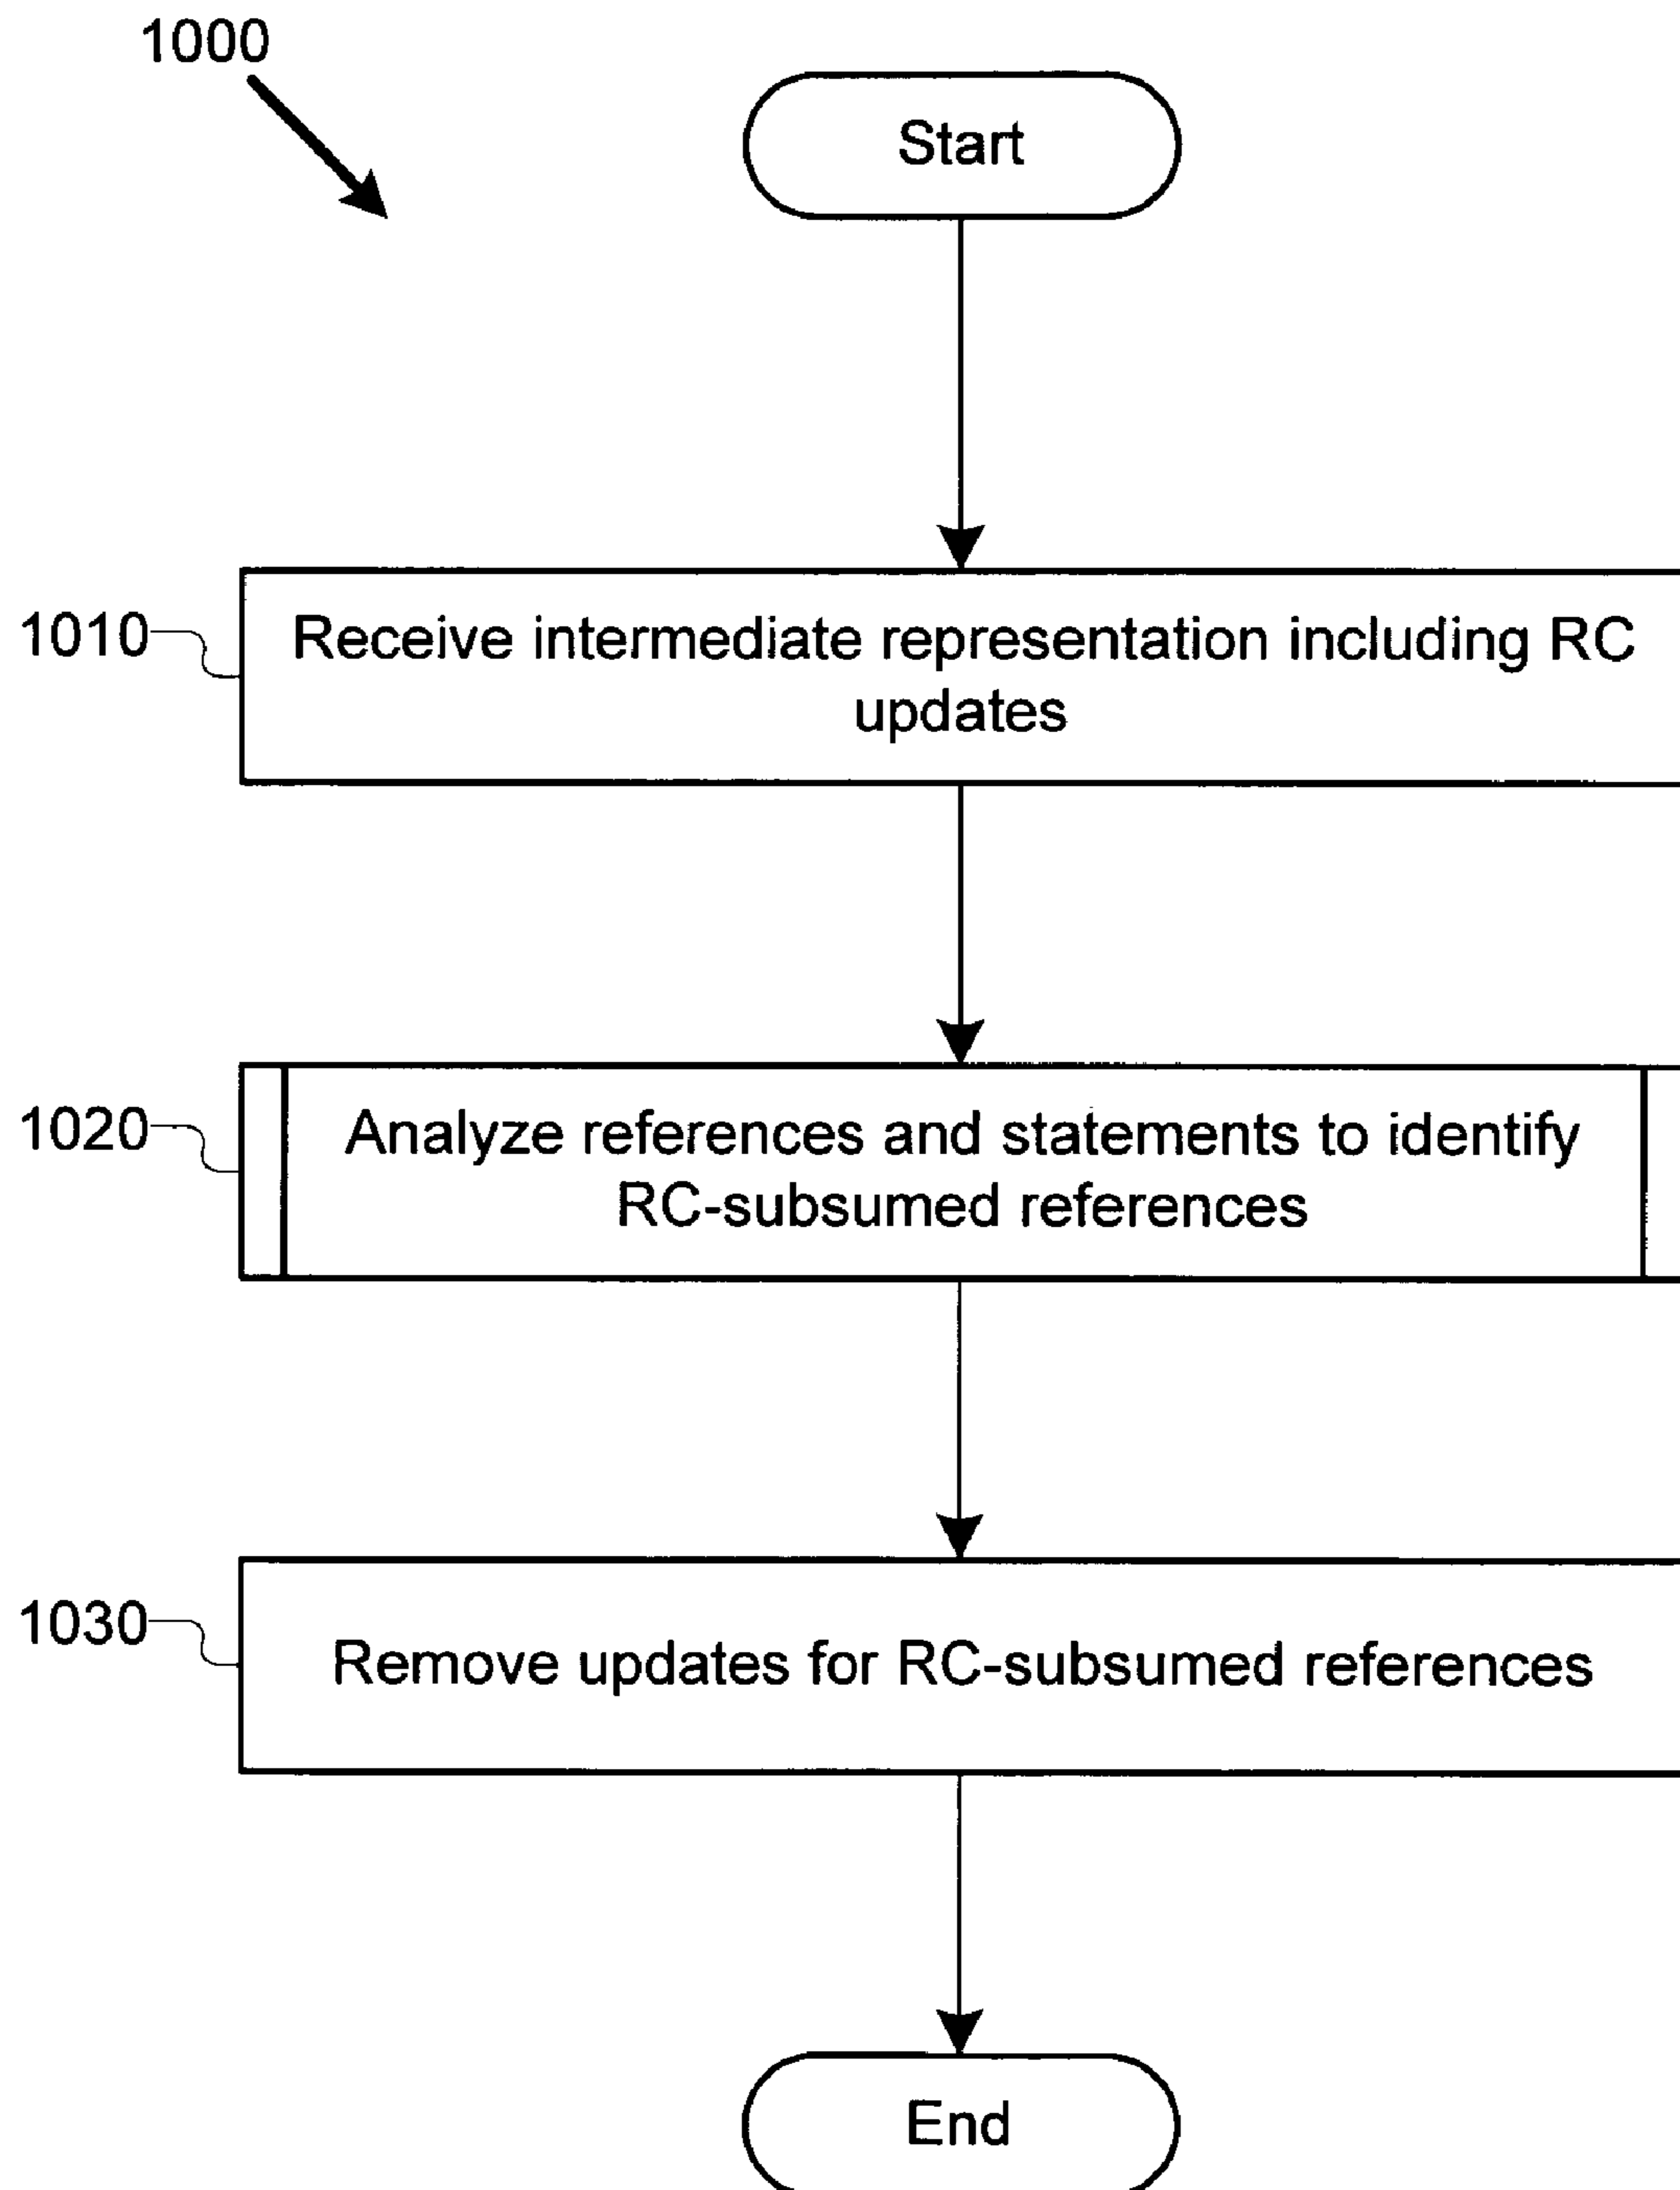 1000
Start
1010
Receive intermediate representation including RC
updates
1020
Analyze references and statements to identify
RC-subsumed references
1030
Remove updates for RC-subsumed references
End